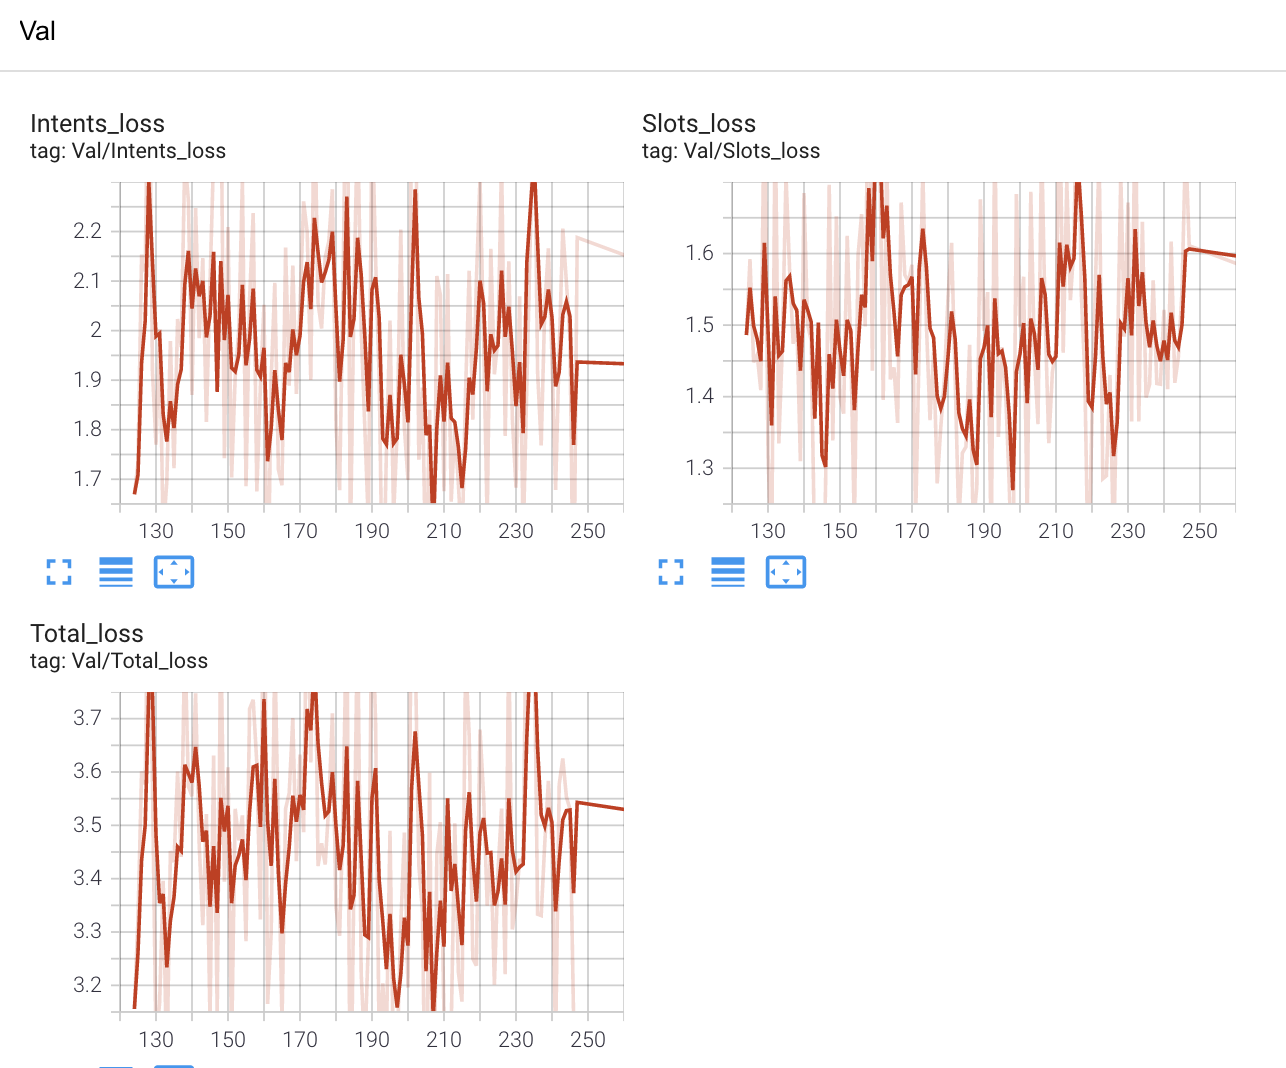 Val
Intents_loss
tag: Val/Intents_loss
2.2
2.1
2
1.9
1.8
1.7
130 150 170 190 210 230 250
Slots_loss
tag: Val/Slots_loss
1.6
1.5
1.4
1.3
130 150 170 190 210 230 250
Total_loss
tag: Val/Total_loss
3.7
3.6
3.5
3.4
3.3
3.2
130 150 170 190 210 230 250